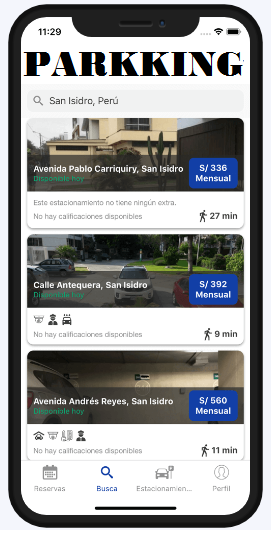 11:29
PARKKING
San Isidro, Perú
Avenida Pablo Carriquiry, San Isidro
Disponible hoy
S/ 336
Mensual
Este estacionamiento no tiene ningún extra.
No hay calificaciones disponibles
27 min
Calle Antequera, San Isidro
Disponible hoy
S/ 392
Mensual
No hay calificaciones disponibles
9 min
Avenida Andrés Reyes, San Isidro
Disponible hoy
S/ 560
Mensual
No hay calificaciones disponibles
11 min
Reservas
Busca
Estacionamien...
Perfil